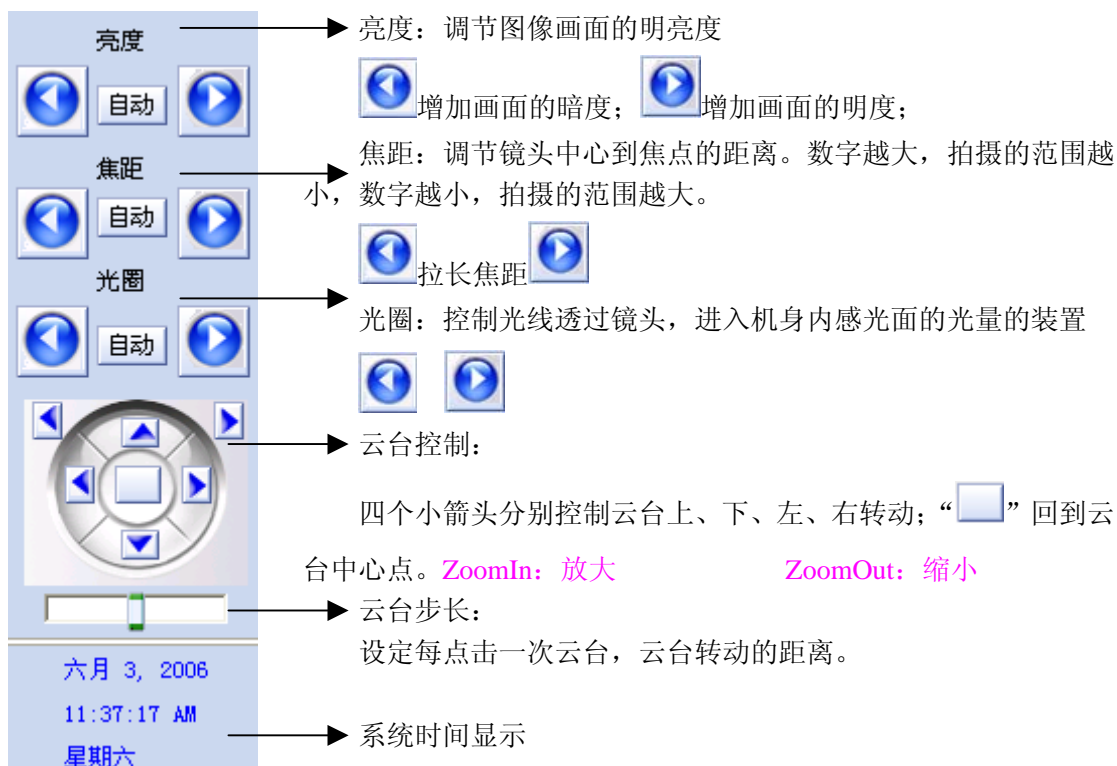 亮度
自动
焦距
自动
光圈
自动
六月 3, 2006
11:37:17 AM
星期六
亮度：调节图像画面的明亮度
增加画面的暗度； 增加画面的明度；
焦距：调节镜头中心到焦点的距离。数字越大，拍摄的范围越
小，数字越小，拍摄的范围越大。
拉长焦距
光圈：控制光线透过镜头，进入机身内感光面的光量的装置
云台控制：
四个小箭头分别控制云台上、下、左、右转动；“ ”回到云
台中心点。ZoomIn：放大 ZoomOut：缩小
云台步长：
设定每点击一次云台，云台转动的距离。
系统时间显示